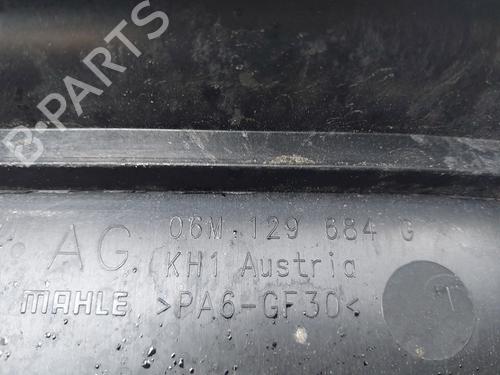 B-PARTS
AG 06M 129 684 G
KH1 Austria
MAHLE >PA6-GF30<